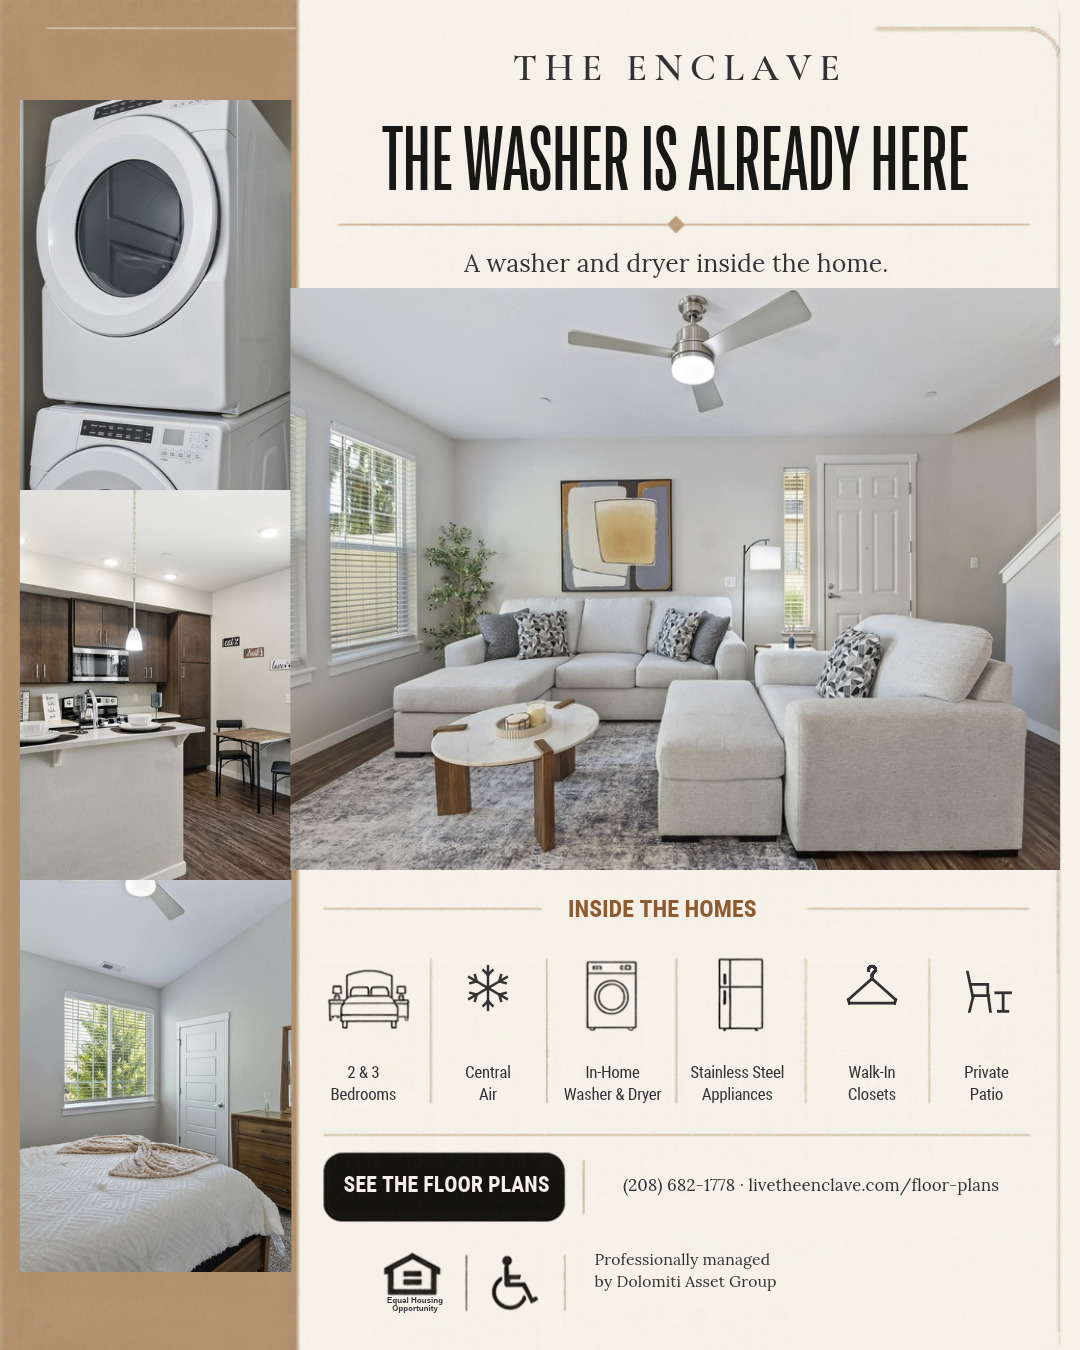 THE ENCLAVE
THE WASHER IS ALREADY HERE
A washer and dryer inside the home.
INSIDE THE HOMES
2 & 3
Bedrooms
Central
Air
In-Home
Washer & Dryer
Stainless Steel
Appliances
Walk-In
Closets
Private
Patio
SEE THE FLOOR PLANS
(208) 682-1778 · livetheenclave.com/floor-plans
Equal Housing
Opportunity
Professionally managed
by Dolomiti Asset Group